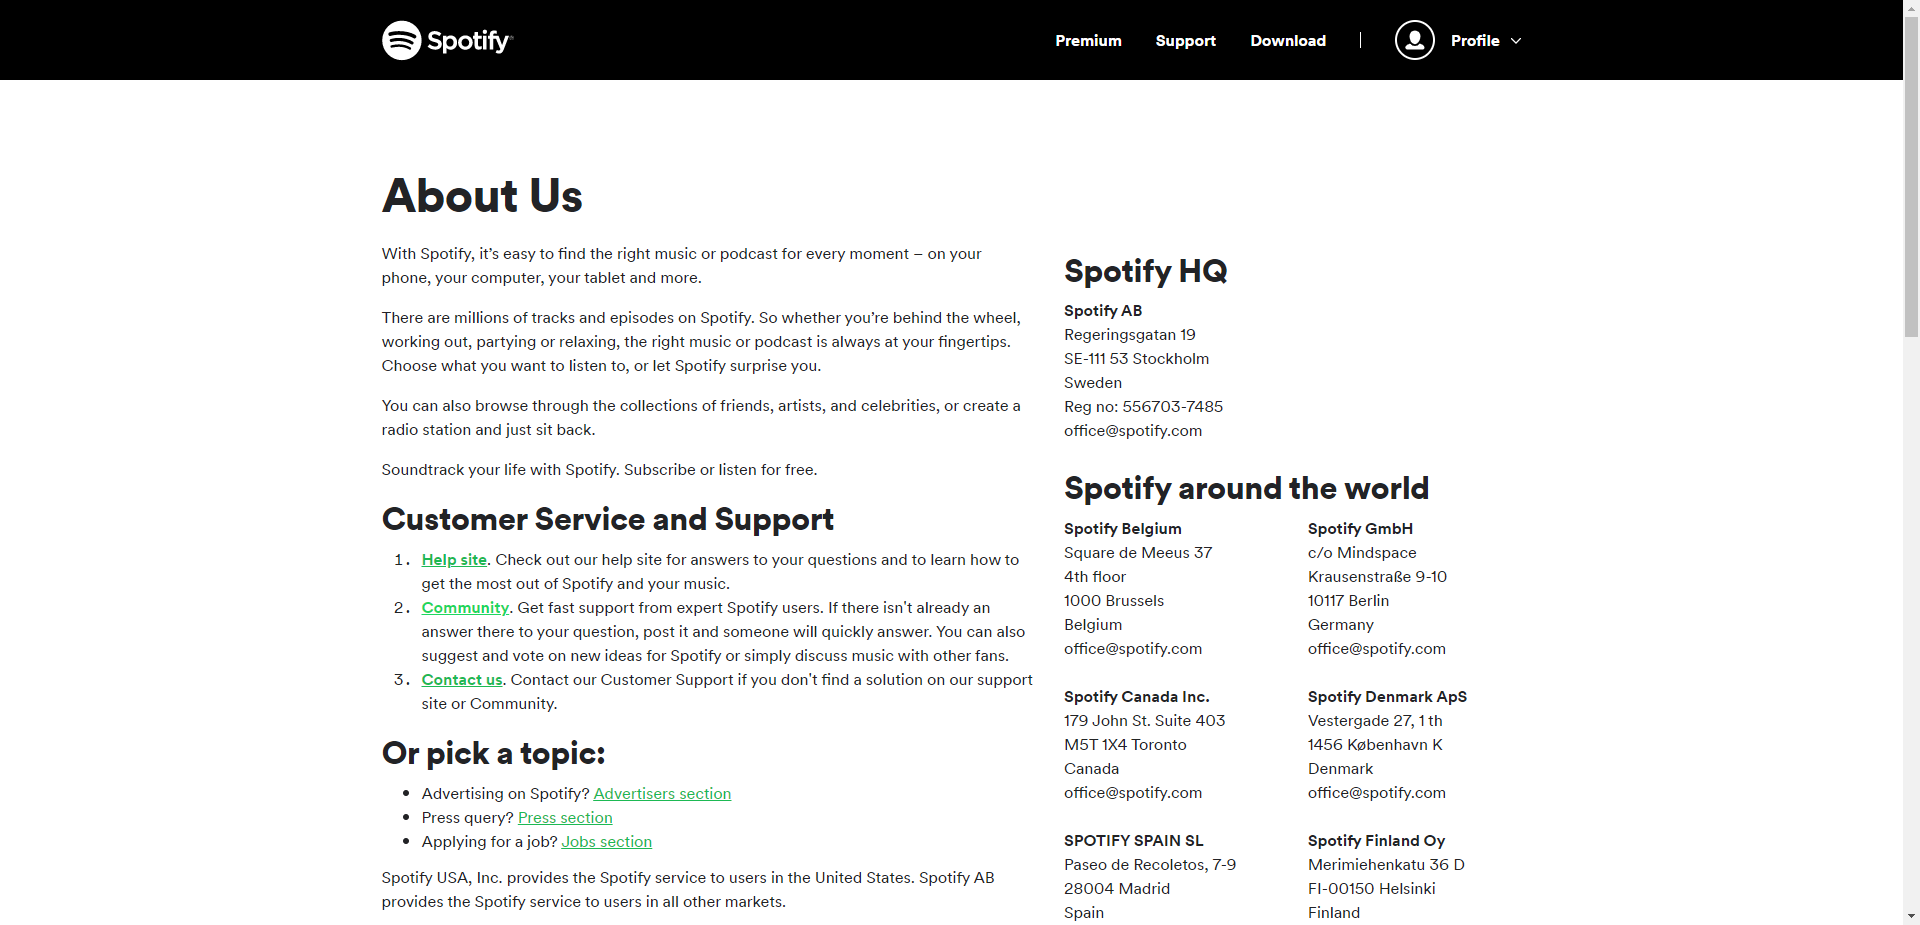 Spotify
Premium
Support
Download
Profile
About Us
With Spotify, it’s easy to find the right music or podcast for every moment – on your
phone, your computer, your tablet and more.
There are millions of tracks and episodes on Spotify. So whether you’re behind the wheel,
working out, partying or relaxing, the right music or podcast is always at your fingertips.
Choose what you want to listen to, or let Spotify surprise you.
You can also browse through the collections of friends, artists, and celebrities, or create a
radio station and just sit back.
Soundtrack your life with Spotify. Subscribe or listen for free.
Customer Service and Support
1. Help site. Check out our help site for answers to your questions and to learn how to
get the most out of Spotify and your music.
2. Community. Get fast support from expert Spotify users. If there isn't already an
answer there to your question, post it and someone will quickly answer. You can also
suggest and vote on new ideas for Spotify or simply discuss music with other fans.
3. Contact us. Contact our Customer Support if you don't find a solution on our support
site or Community.
Or pick a topic:
• Advertising on Spotify? Advertisers section
• Press query? Press section
• Applying for a job? Jobs section
Spotify USA, Inc. provides the Spotify service to users in the United States. Spotify AB
provides the Spotify service to users in all other markets.
Spotify HQ
Spotify AB
Regeringsgatan 19
SE-111 53 Stockholm
Sweden
Reg no: 556703-7485
office@spotify.com
Spotify around the world
Spotify Belgium
Square de Meeus 37
4th floor
1000 Brussels
Belgium
office@spotify.com
Spotify GmbH
c/o Mindspace
Krausenstraße 9-10
10117 Berlin
Germany
office@spotify.com
Spotify Canada Inc.
179 John St. Suite 403
M5T 1X4 Toronto
Canada
office@spotify.com
Spotify Denmark ApS
Vestergade 27, 1 th
1456 København K
Denmark
office@spotify.com
SPOTIFY SPAIN SL
Paseo de Recoletos, 7-9
28004 Madrid
Spain
Spotify Finland Oy
Merimiehenkatu 36 D
FI-00150 Helsinki
Finland